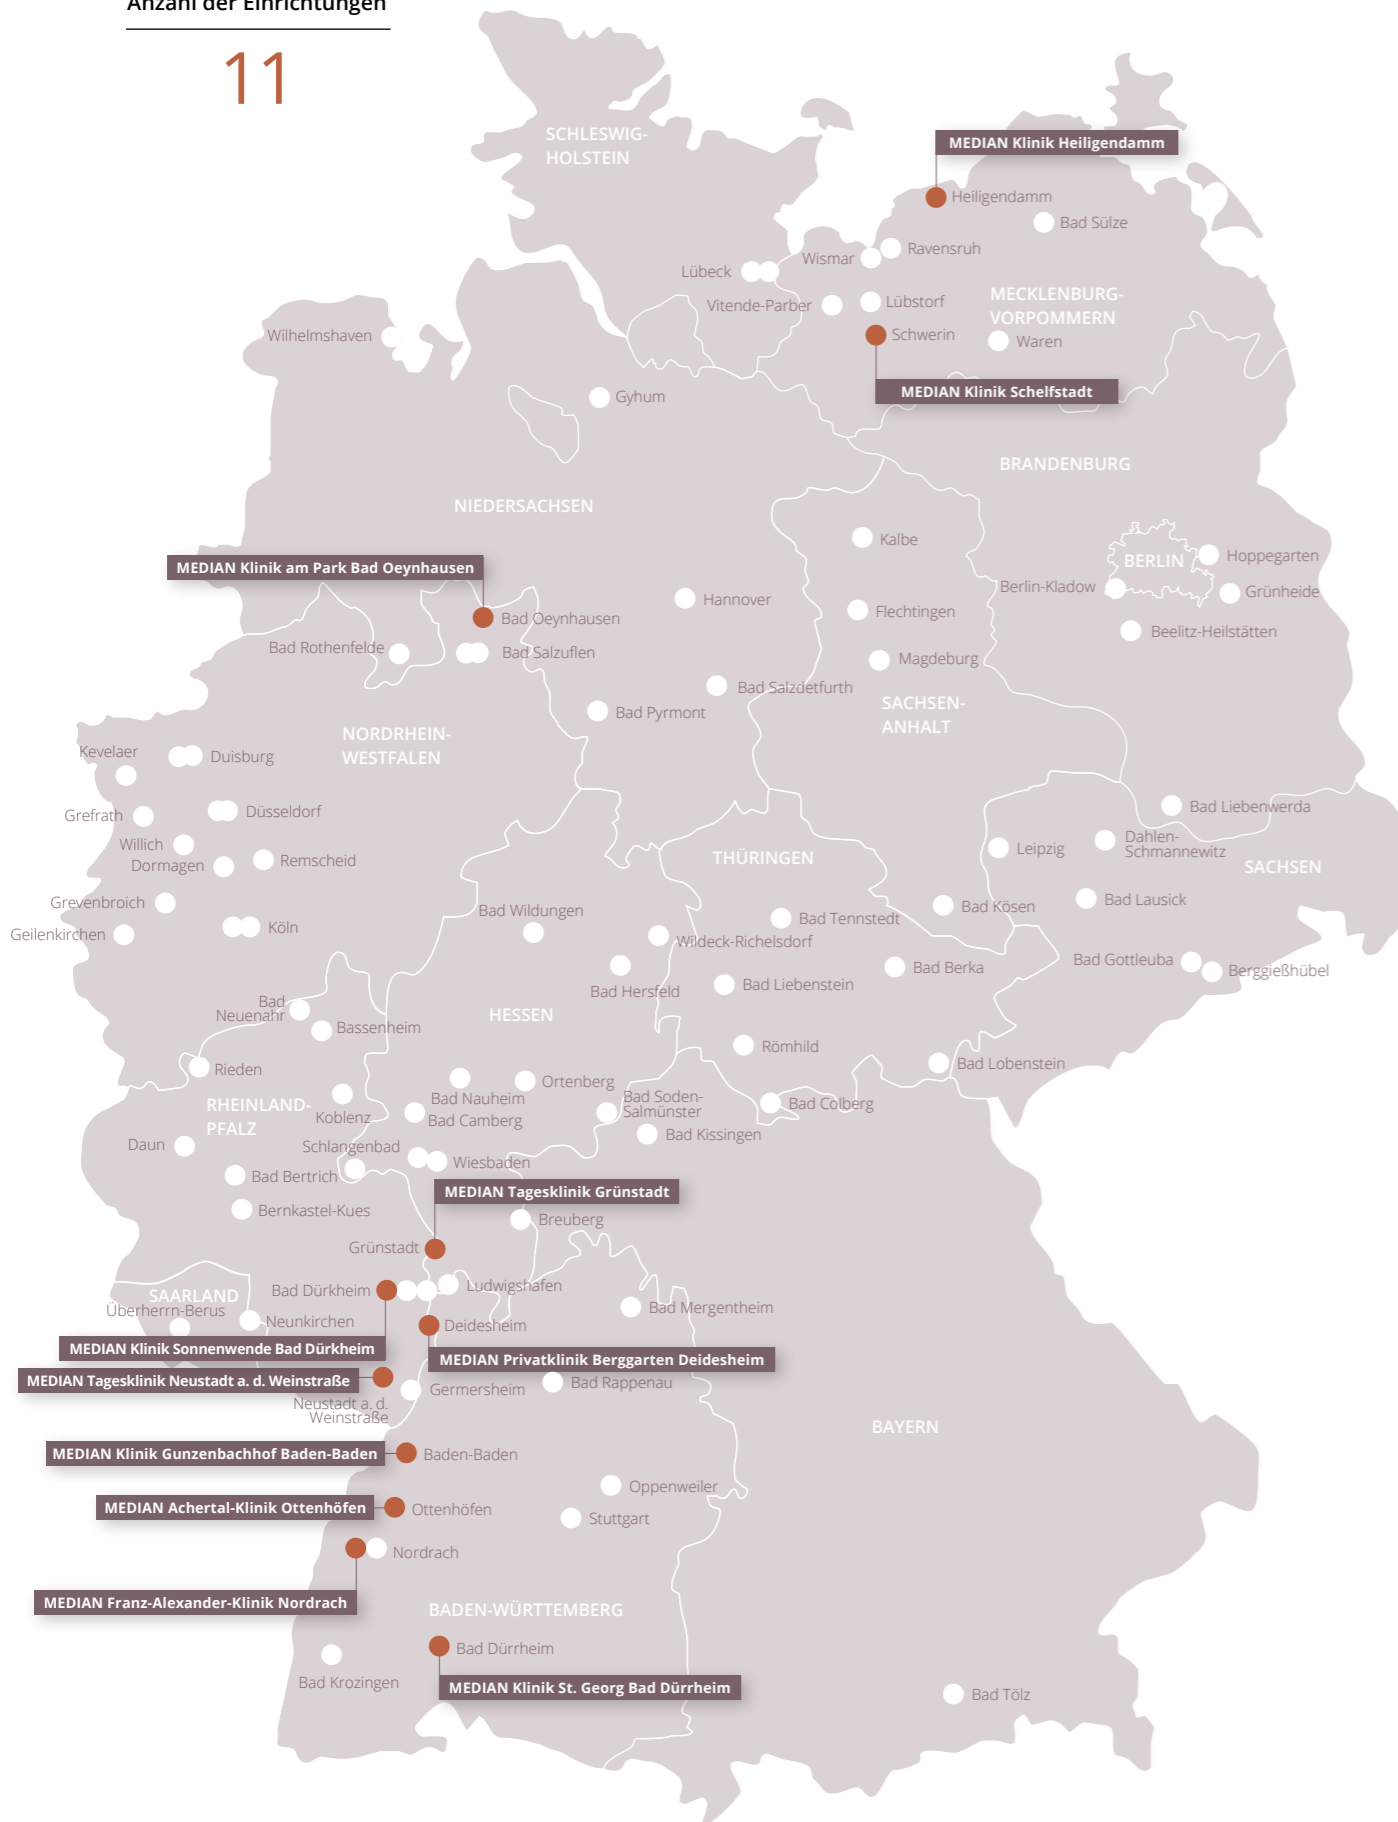 Anzahl der Einrichtungen
11
SCHLESWIG-
HOLSTEIN
MEDIAN Klinik Heiligendamm
Heiligendamm
Bad Sülze
Ravensruh
Wismar
Lübeck
Vitende-Parber
Lübstorf
MECKLENBURG-
VORPOMMERN
Schwerin
Waren
Wilhelmshaven
MEDIAN Klinik Schelfstadt
Gyhum
BRANDENBURG
NIEDERSACHSEN
Kalbe
BERLIN
Hoppegarten
MEDIAN Klinik am Park Bad Oeynhausen
Berlin-Kladow
Grünheide
Hannover
Flechtingen
Bad Oeynhausen
Beelitz-Heilstätten
Bad Rothenfelde
Bad Salzuflen
Magdeburg
Bad Salzdetfurth
SACHSEN-
ANHALT
Bad Pyrmont
NORDRHEIN-
WESTFALEN
Kevelaer
Duisburg
Grefrath
Düsseldorf
Bad Liebenwerda
Willich
Dormagen
Remscheid
THÜRINGEN
Leipzig
Dahlen-
Schmannewitz
SACHSEN
Grevenbroich
Bad Wildungen
Bad Tennstedt
Bad Kösen
Bad Lausick
Geilenkirchen
Köln
Wildeck-Richelsdorf
Bad Gottleuba
Berggießhübel
Bad Berka
Bad Hersfeld
Bad Liebenstein
Bad
Neuenahr
Bassenheim
HESSEN
Römhild
Rieden
Bad Lobenstein
Ortenberg
Bad Nauheim
RHEINLAND-
PFALZ
Koblenz
Bad Camberg
Bad Soden-
Salmünster
Bad Colberg
Bad Kissingen
Daun
Schlangenbad
Wiesbaden
Bad Bertrich
MEDIAN Tagesklinik Grünstadt
Bernkastel-Kues
Breuberg
Grünstadt
SAARLAND
Bad Dürkheim
Ludwigshafen
Überherrn-Berus
Neunkirchen
Bad Mergentheim
Deidesheim
MEDIAN Klinik Sonnenwende Bad Dürkheim
MEDIAN Privatklinik Berggarten Deidesheim
MEDIAN Tagesklinik Neustadt a. d. Weinstraße
Germersheim
Bad Rappenau
Neustadt a. d.
Weinstraße
BAYERN
MEDIAN Klinik Gunzenbachhof Baden-Baden
Baden-Baden
Oppenweiler
MEDIAN Achertal-Klinik Ottenhöfen
Ottenhöfen
Stuttgart
Nordrach
MEDIAN Franz-Alexander-Klinik Nordrach
BADEN-WÜRTTEMBERG
Bad Dürrheim
Bad Krozingen
MEDIAN Klinik St. Georg Bad Dürrheim
Bad Tölz